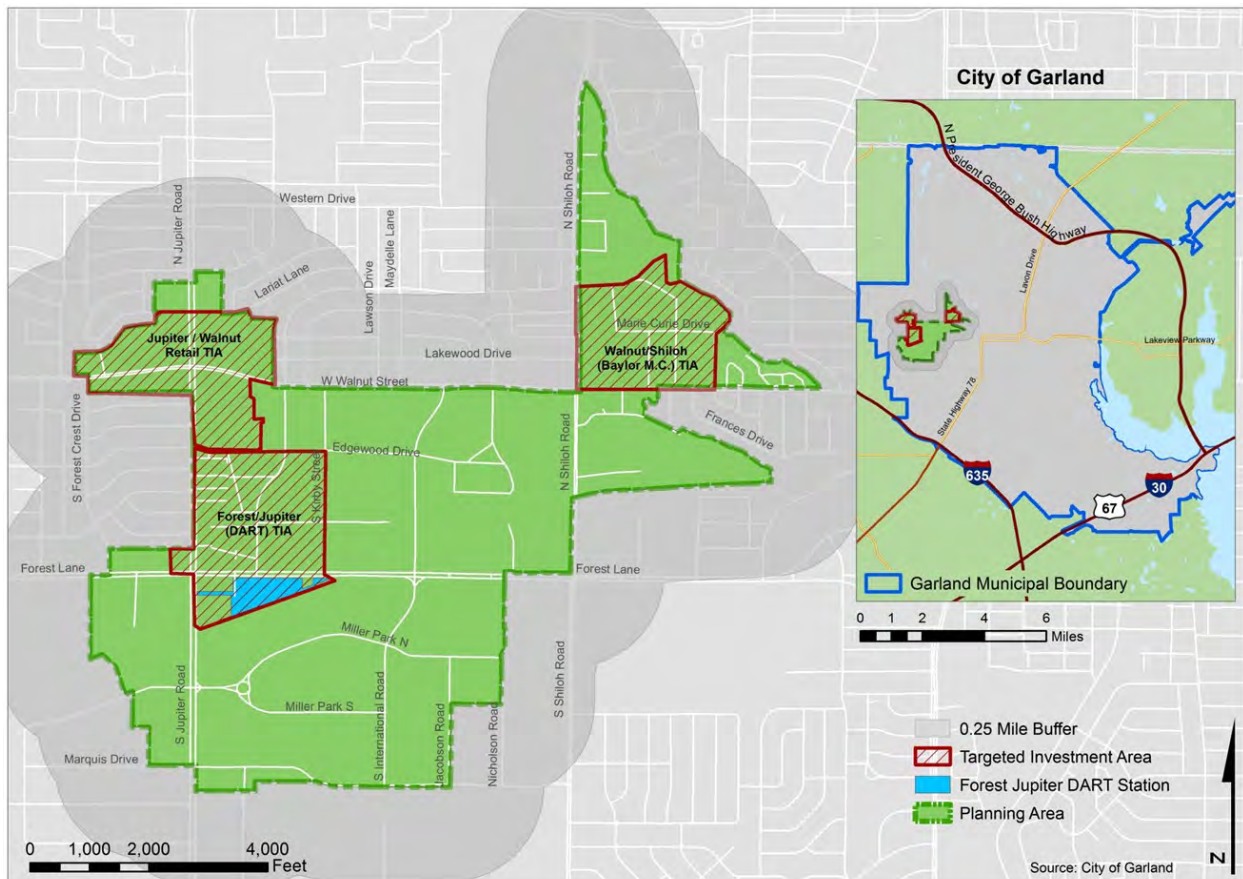 City of Garland
N President George Bush Highway
Lavon Drive
Lakeview Parkway
State Highway 78
635
30
67
Garland Municipal Boundary
0 1 2 4 6
Miles
N Jupiter Road
Western Drive
Maydelle Lane
Lariat Lane
Lawson Drive
N Shiloh Road
Jupiter / Walnut
Retail TIA
Lakewood Drive
Marie Curie Drive
Walnut/Shiloh
(Baylor M.C.) TIA
W Walnut Street
S Forest Crest Drive
Edgewood Drive
Frances Drive
N Shiloh Road
S Kirby Street
Forest/Jupiter
(DART) TIA
Forest Lane
Forest Lane
Miller Park N
S Jupiter Road
Miller Park S
S International Road
Jacobson Road
Nicholson Road
S Shiloh Road
Marquis Drive
0 1,000 2,000 4,000
Feet
0.25 Mile Buffer
Targeted Investment Area
Forest Jupiter DART Station
Planning Area
Source: City of Garland
N